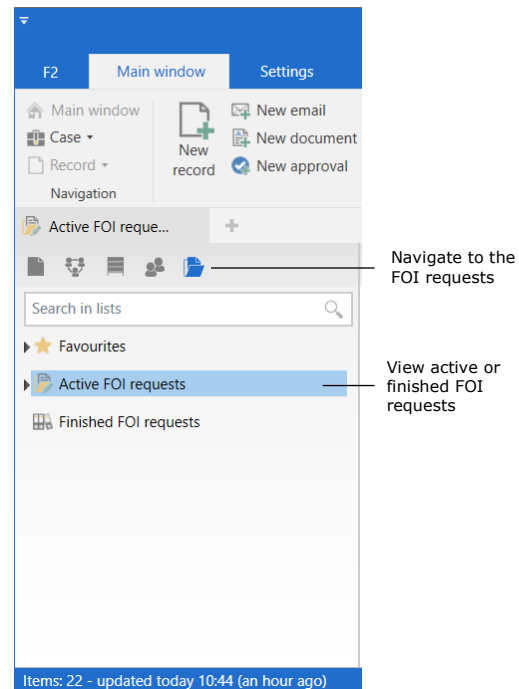 F2 Main window Settings
Main window
Case
Record
Navigation
New
record
New email
New document
New approval
Active FOI reque...
Search in lists
Favourites
Active FOI requests
Finished FOI requests
Items: 22 - updated today 10:44 (an hour ago)
Navigate to the
FOI requests
View active or
finished FOI
requests